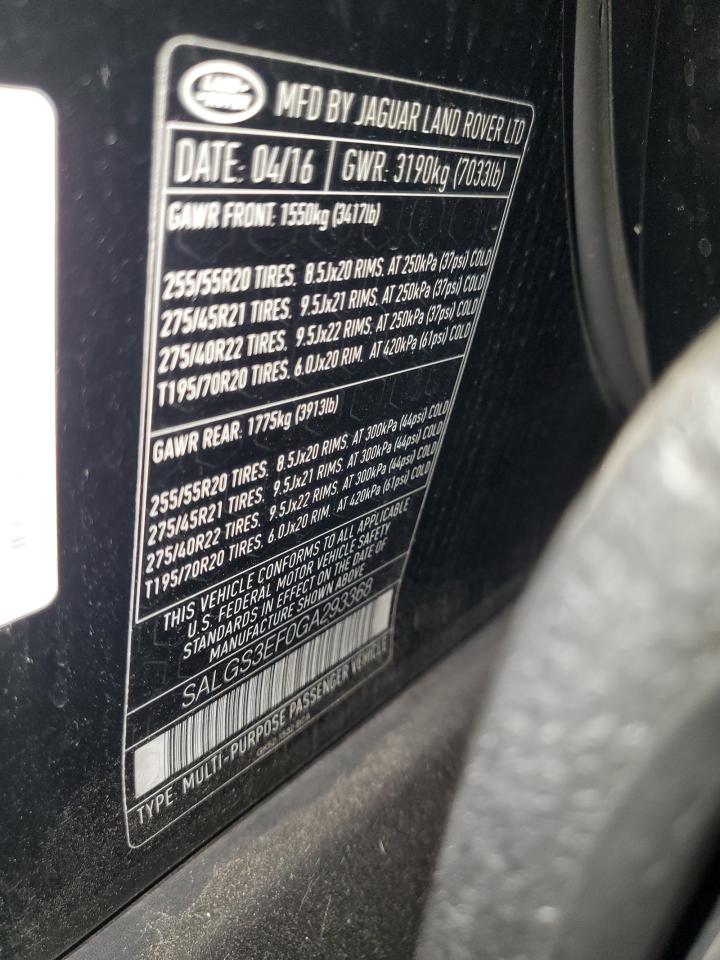 LAND
ROVER
MFD BY JAGUAR LAND ROVER LTD
DATE: 04/16 GWR: 3190kg (7033lb)
GAWR FRONT: 1550kg (3417lb)
255/55R20 TIRES. 8.5Jx20 RIMS. AT 250kPa (37psi) COLD
275/45R21 TIRES. 9.5Jx21 RIMS. AT 250kPa (37psi) COLD
275/40R22 TIRES. 9.5Jx22 RIMS. AT 250kPa (37psi) COLD
T195/70R20 TIRES. 6.0Jx20 RIM. AT 420kPa (61psi) COLD
GAWR REAR: 1775kg (3913lb)
255/55R20 TIRES. 8.5Jx20 RIMS. AT 300kPa (44psi) COLD
275/45R21 TIRES. 9.5Jx21 RIMS. AT 300kPa (44psi) COLD
275/40R22 TIRES. 9.5Jx22 RIMS. AT 300kPa (44psi) COLD
T195/70R20 TIRES. 6.0Jx20 RIM. AT 420kPa (61psi) COLD
THIS VEHICLE CONFORMS TO ALL APPLICABLE
U.S. FEDERAL MOTOR VEHICLE SAFETY
STANDARDS IN EFFECT ON THE DATE OF
MANUFACTURE SHOWN ABOVE
SALGS3EFF0GA293368
TYPE: MULTI-PURPOSE PASSENGER VEHICLE